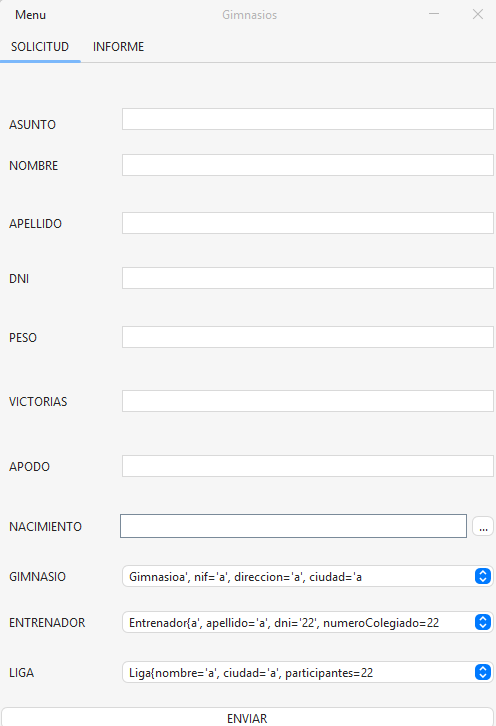 Menu Gimnasios
SOLICITUD INFORME
ASUNTO
NOMBRE
APELLIDO
DNI
PESO
VICTORIAS
APODO
NACIMIENTO ...
GIMNASIO Gimnasioa', nif='a', direccion='a', ciudad='a
ENTRENADOR Entrenador{a', apellido='a', dni='22', numeroColegiado=22
LIGA Liga{nombre='a', ciudad='a', participantes=22
ENVIAR